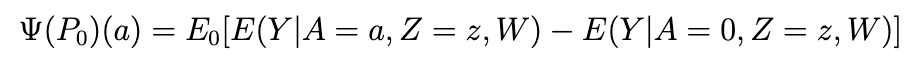 Ψ(P₀)(a) = E₀[E(Y|A = a, Z = z, W) − E(Y|A = 0, Z = z, W)]